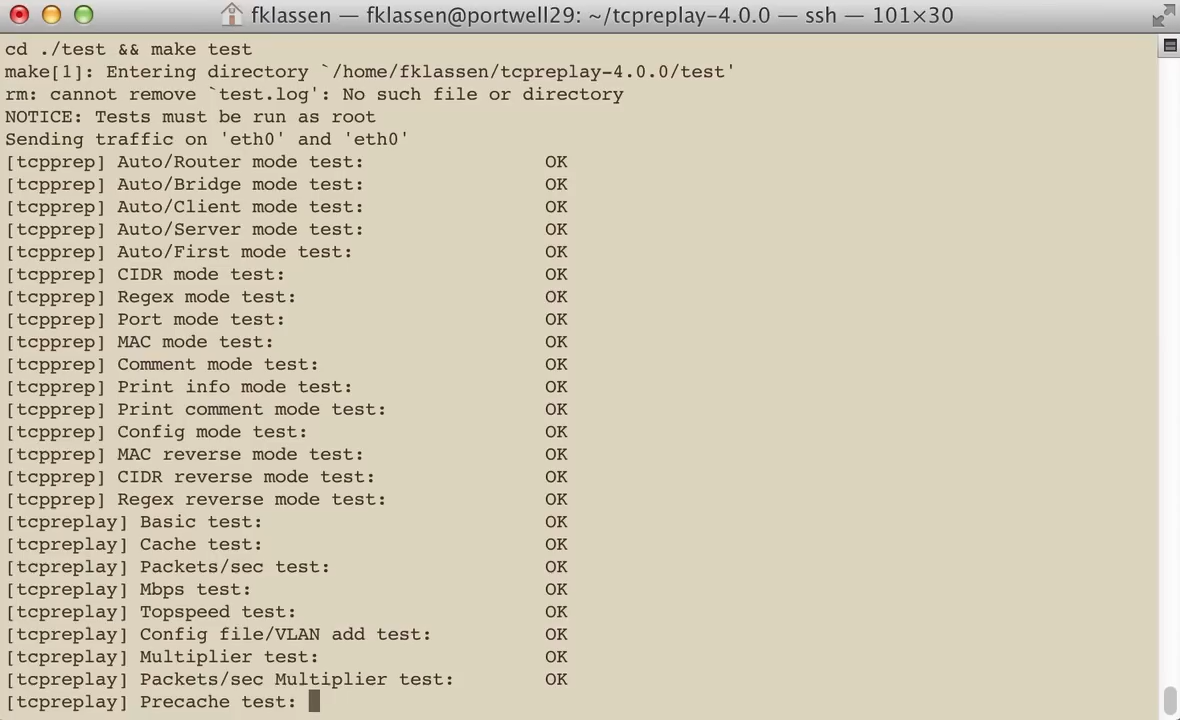 fklassen — fklassen@portwell29: ~/tcpreplay-4.0.0 — ssh — 101×30
cd ./test && make test
make[1]: Entering directory `/home/fklassen/tcpreplay-4.0.0/test'
rm: cannot remove `test.log': No such file or directory
NOTICE: Tests must be run as root
Sending traffic on 'eth0' and 'eth0'
[tcpprep] Auto/Router mode test: OK
[tcpprep] Auto/Bridge mode test: OK
[tcpprep] Auto/Client mode test: OK
[tcpprep] Auto/Server mode test: OK
[tcpprep] Auto/First mode test: OK
[tcpprep] CIDR mode test: OK
[tcpprep] Regex mode test: OK
[tcpprep] Port mode test: OK
[tcpprep] MAC mode test: OK
[tcpprep] Comment mode test: OK
[tcpprep] Print info mode test: OK
[tcpprep] Print comment mode test: OK
[tcpprep] Config mode test: OK
[tcpprep] MAC reverse mode test: OK
[tcpprep] CIDR reverse mode test: OK
[tcpprep] Regex reverse mode test: OK
[tcpreplay] Basic test: OK
[tcpreplay] Cache test: OK
[tcpreplay] Packets/sec test: OK
[tcpreplay] Mbps test: OK
[tcpreplay] Topspeed test: OK
[tcpreplay] Config file/VLAN add test: OK
[tcpreplay] Multiplier test: OK
[tcpreplay] Packets/sec Multiplier test: OK
[tcpreplay] Precache test: